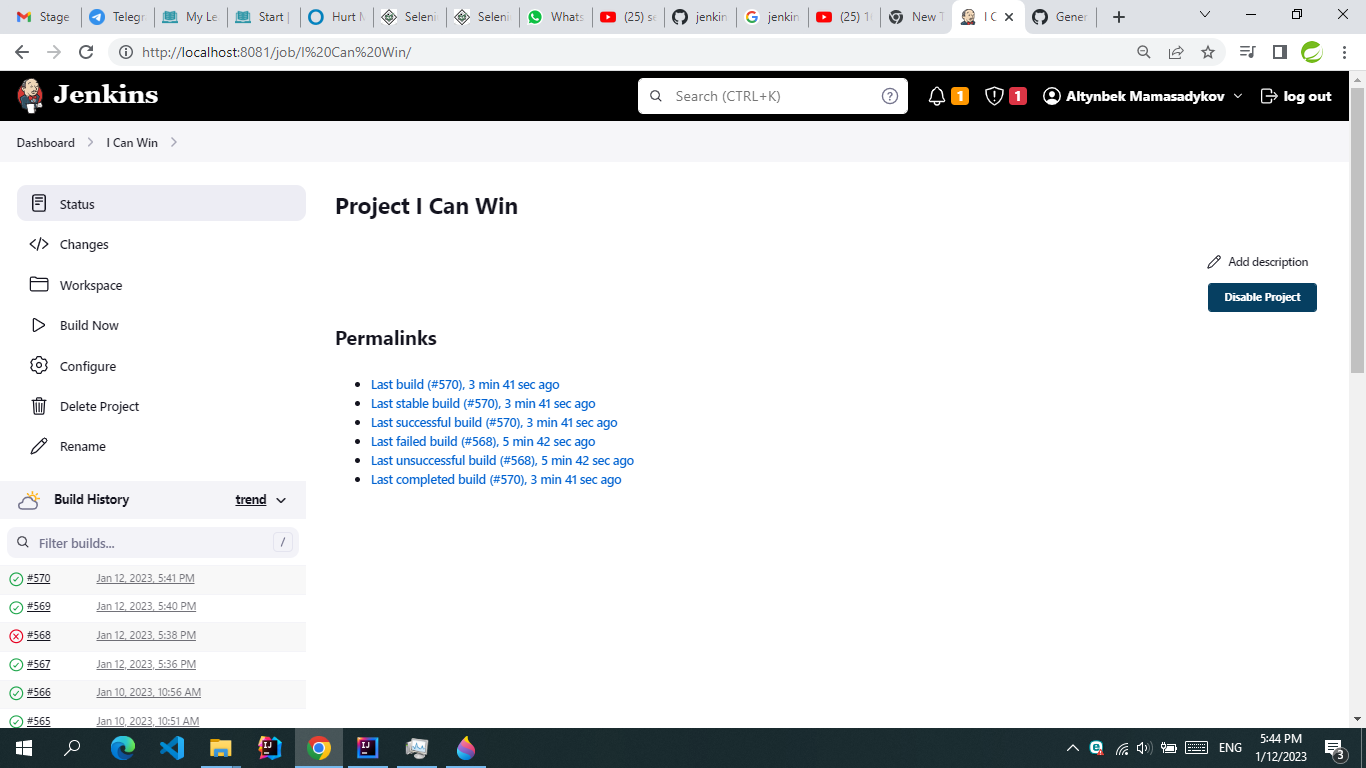 Stage
Telegr
My Le
Start |
Hurt M
Seleni
Seleni
Whats
(25) se
jenkin
jenkin
(25) 1
New T
I C
Gener
http://localhost:8081/job/I%20Can%20Win/
Jenkins
Search (CTRL+K)
1
1
Altynbek Mamasadykov
log out
Dashboard
I Can Win
Status
Changes
Workspace
Build Now
Configure
Delete Project
Rename
Project I Can Win
Add description
Disable Project
Permalinks
Last build (#570), 3 min 41 sec ago
Last stable build (#570), 3 min 41 sec ago
Last successful build (#570), 3 min 41 sec ago
Last failed build (#568), 5 min 42 sec ago
Last unsuccessful build (#568), 5 min 42 sec ago
Last completed build (#570), 3 min 41 sec ago
Build History
trend
Filter builds...
/
#570 Jan 12, 2023, 5:41 PM
#569 Jan 12, 2023, 5:40 PM
#568 Jan 12, 2023, 5:38 PM
#567 Jan 12, 2023, 5:36 PM
#566 Jan 10, 2023, 10:56 AM
#565 Jan 10, 2023, 10:51 AM
ENG
5:44 PM
1/12/2023
3